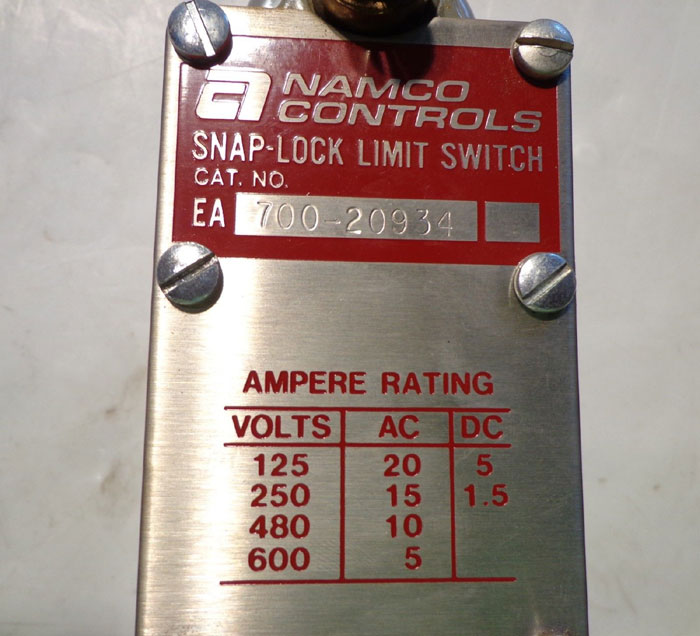 NAMCO
CONTROLS
SNAP-LOCK LIMIT SWITCH
CAT. NO.
EA 700-20934
AMPERE RATING
VOLTS AC DC
125 20 5
250 15 1.5
480 10
600 5